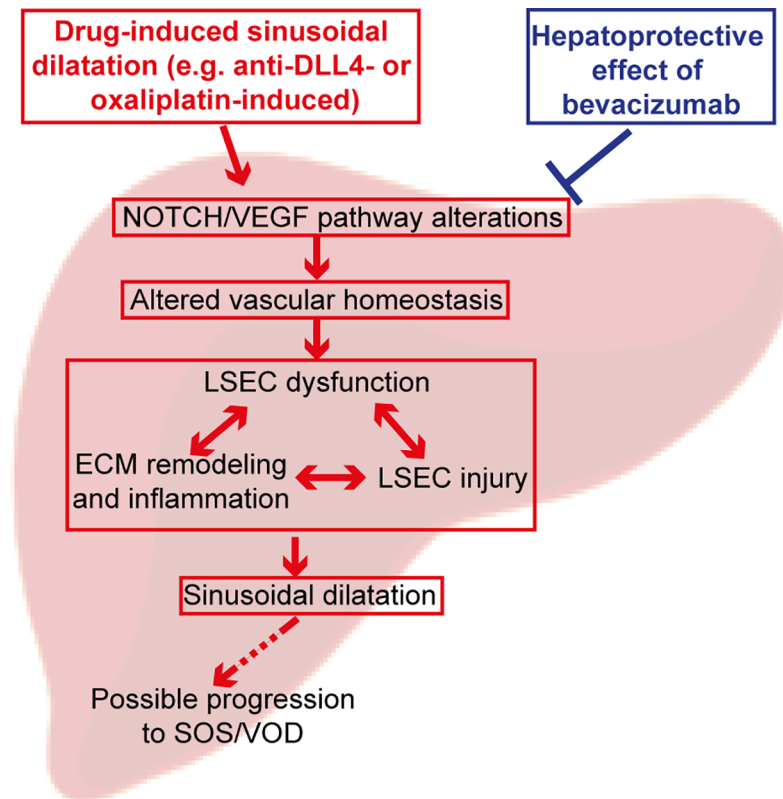 Drug-induced sinusoidal
dilatation (e.g. anti-DLL4- or
oxaliplatin-induced)
Hepatoprotective
effect of
bevacizumab
NOTCH/VEGF pathway alterations
Altered vascular homeostasis
LSEC dysfunction
ECM remodeling
and inflammation
LSEC injury
Sinusoidal dilatation
Possible progression
to SOS/VOD